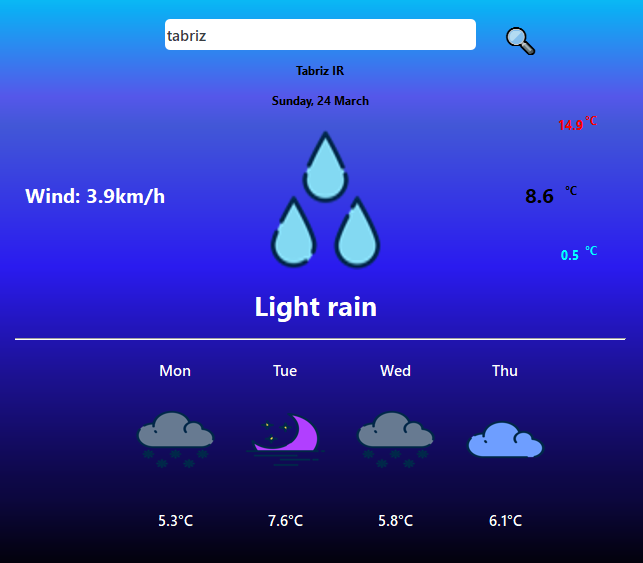 tabriz
Tabriz IR
Sunday, 24 March
14.9 °C
Wind: 3.9km/h
8.6 °C
0.5 °C
Light rain
Mon Tue Wed Thu
5.3°C 7.6°C 5.8°C 6.1°C